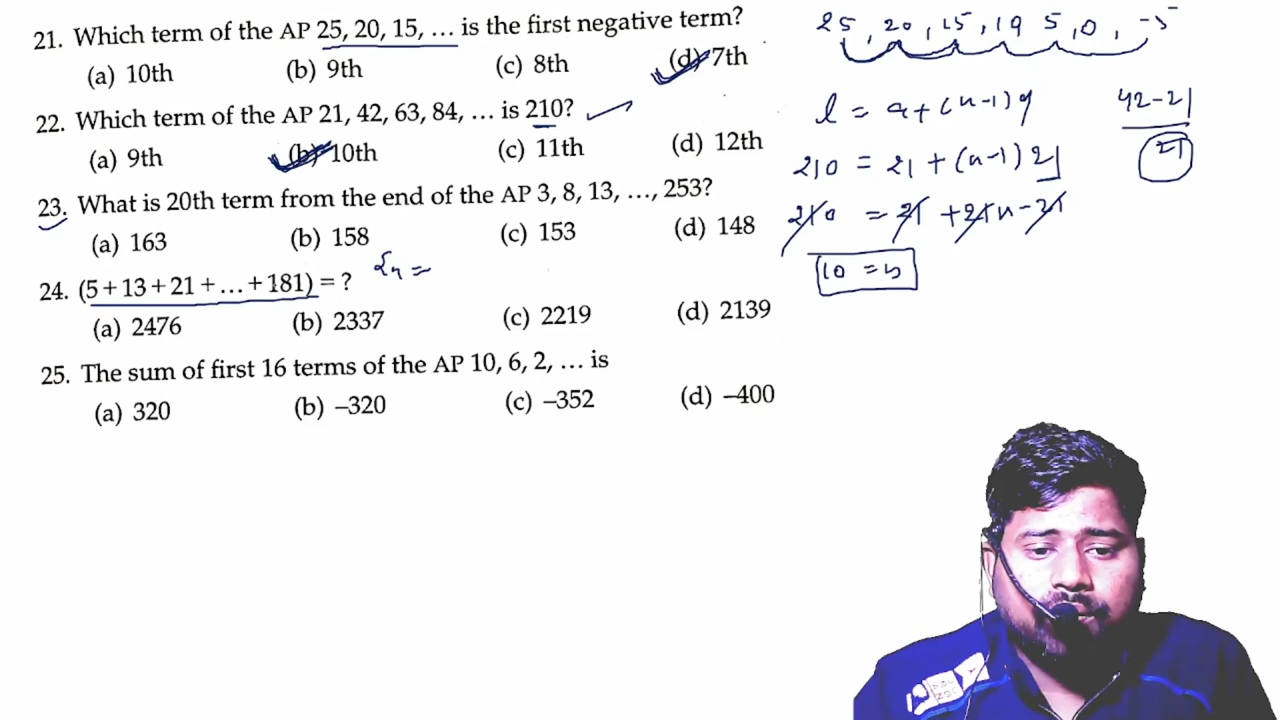 21. Which term of the AP 25, 20, 15, ... is the first negative term?
(a) 10th (b) 9th (c) 8th (d) 7th
22. Which term of the AP 21, 42, 63, 84, ... is 210?
(a) 9th (b) 10th (c) 11th (d) 12th
23. What is 20th term from the end of the AP 3, 8, 13, ..., 253?
(a) 163 (b) 158 (c) 153 (d) 148
24. (5 + 13 + 21 + ... + 181) = ?
(a) 2476 (b) 2337 (c) 2219 (d) 2139
25. The sum of first 16 terms of the AP 10, 6, 2, ... is
(a) 320 (b) –320 (c) –352 (d) –400
Sn =
25, 20, 15, 10 5, 0, -5
l = a + (n-1) d
42-21
21
210 = 21 + (n-1) 21
210 = 21 + 21n - 21
10 = n